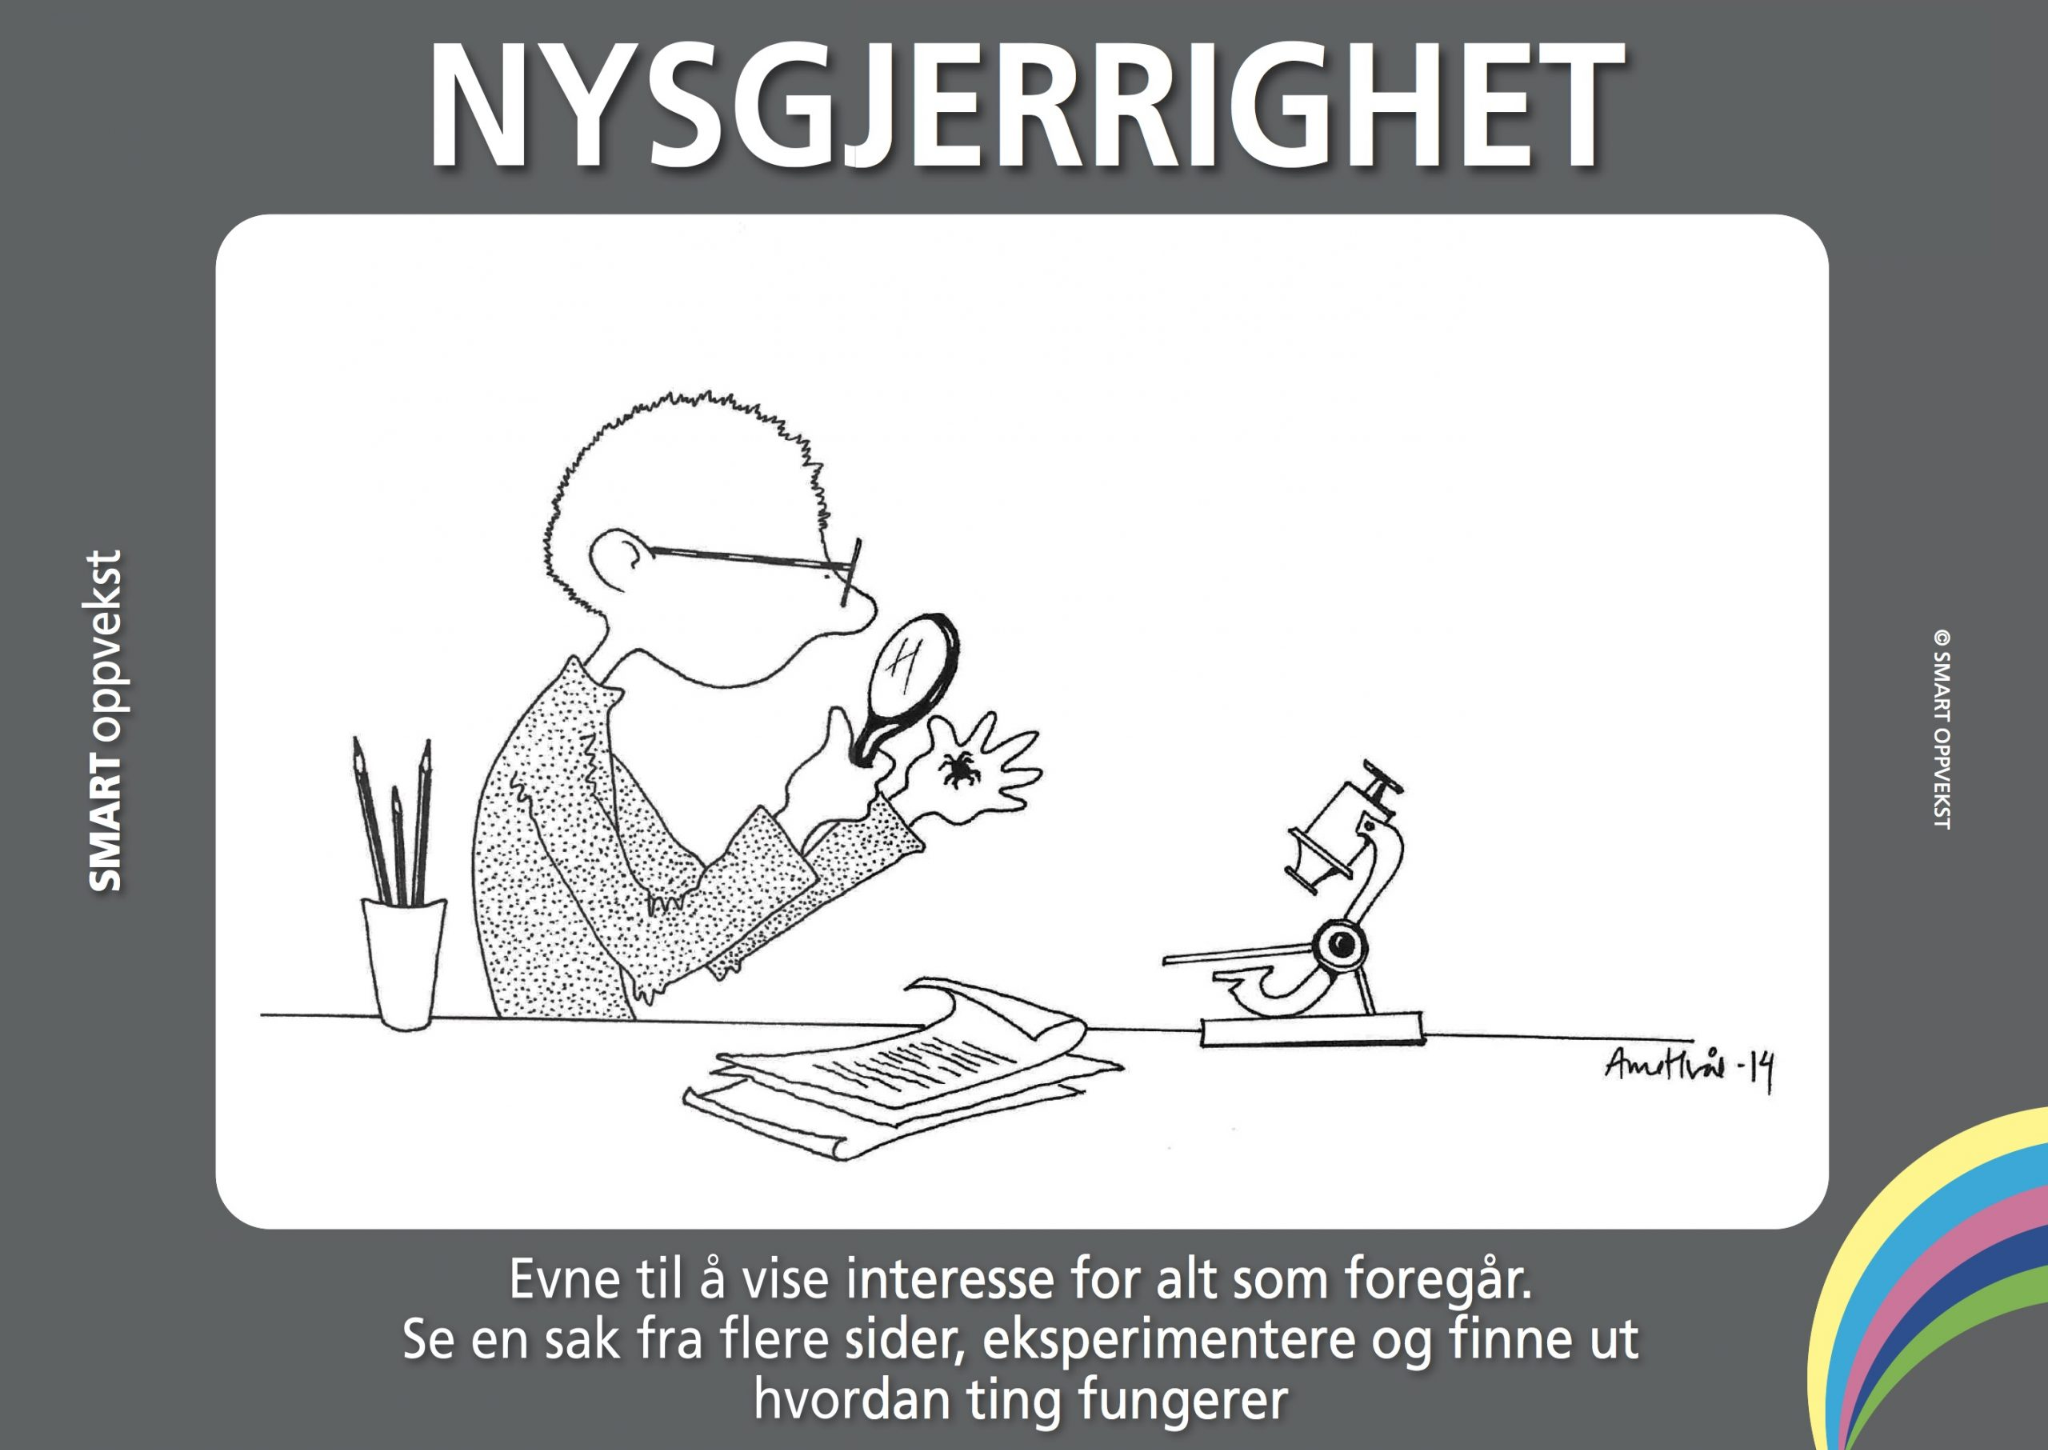 NYSGJERRIGHET
SMART oppvekst
© SMART OPPVEKST
-14
Evne til å vise interesse for alt som foregår.
Se en sak fra flere sider, eksperimentere og finne ut
hvordan ting fungerer